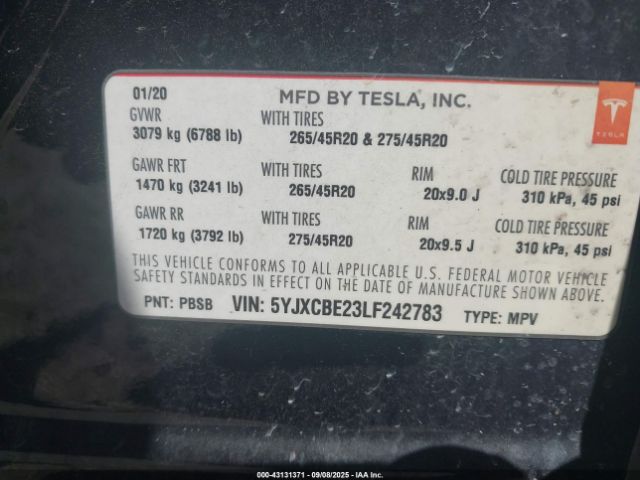 01/20 MFD BY TESLA, INC.
TESLA
GVWR WITH TIRES
3079 kg (6788 lb) 265/45R20 & 275/45R20
GAWR FRT WITH TIRES RIM COLD TIRE PRESSURE
1470 kg (3241 lb) 265/45R20 20x9.0 J 310 kPa, 45 psi
GAWR RR WITH TIRES RIM COLD TIRE PRESSURE
1720 kg (3792 lb) 275/45R20 20x9.5 J 310 kPa, 45 psi
THIS VEHICLE CONFORMS TO ALL APPLICABLE U.S. FEDERAL MOTOR VEHICLE
SAFETY STANDARDS IN EFFECT ON THE DATE OF MANUFACTURE SHOWN ABOVE.
PNT: PBSB VIN: 5YJXCBE23LF242783 TYPE: MPV
00-43131371 - 09/08/2025 - IAA Inc.